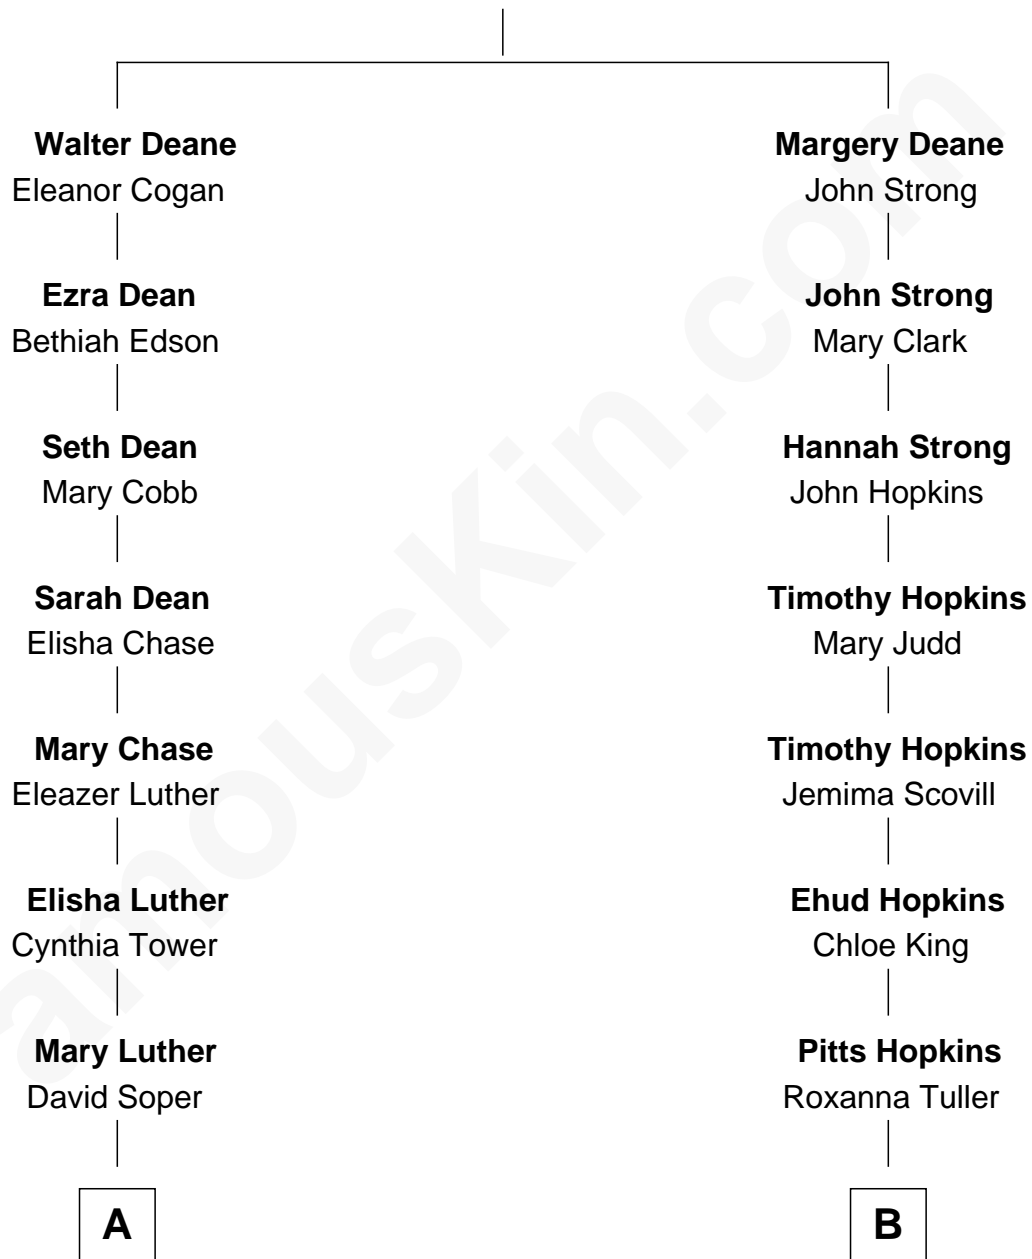 Walter Deane
Eleanor Cogan
Ezra Dean
Bethiah Edson
Seth Dean
Mary Cobb
Sarah Dean
Elisha Chase
Mary Chase
Eleazer Luther
Elisha Luther
Cynthia Tower
Mary Luther
David Soper
A
Margery Deane
John Strong
John Strong
Mary Clark
Hannah Strong
John Hopkins
Timothy Hopkins
Mary Judd
Timothy Hopkins
Jemima Scovill
Ehud Hopkins
Chloe King
Pitts Hopkins
Roxanna Tuller
B
amouskin.com